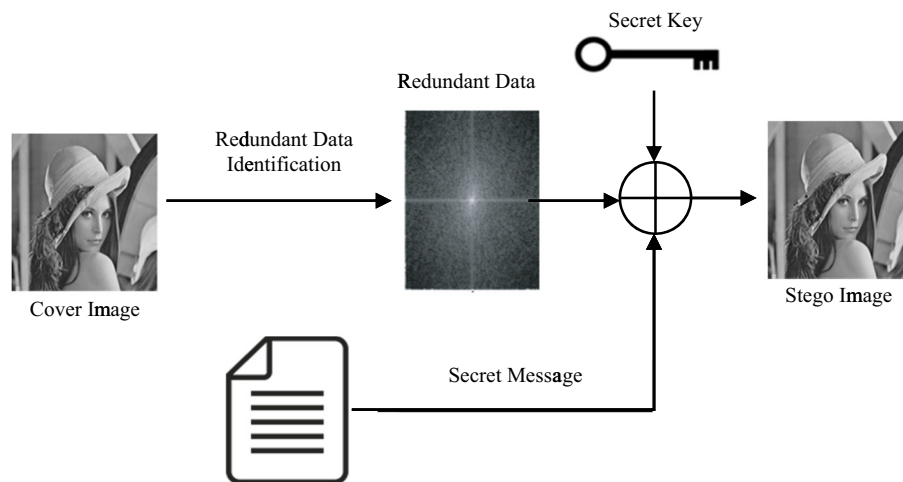 Secret Key
Redundant Data
Redundant Data
Identification
Cover Image
Stego Image
Secret Message